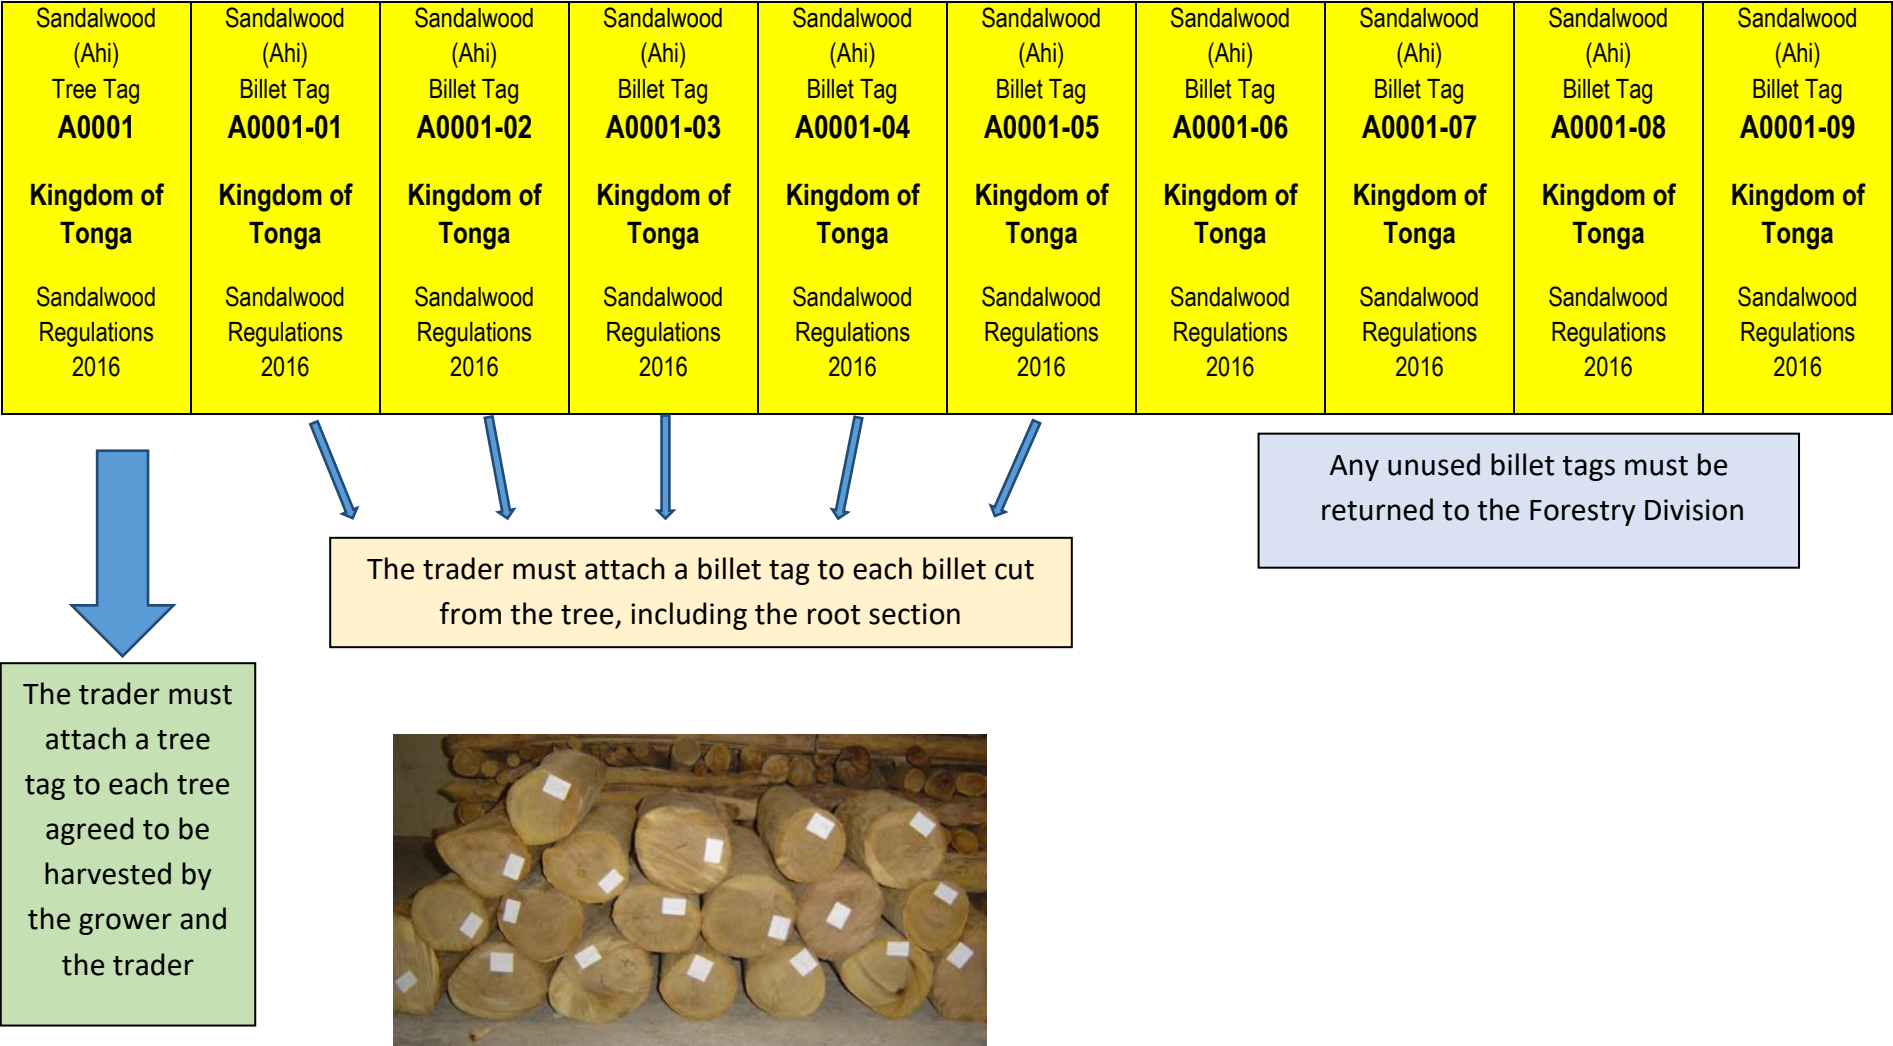 Sandalwood
(Ahi)
Tree Tag
A0001
Kingdom of
Tonga
Sandalwood
Regulations
2016
Sandalwood
(Ahi)
Billet Tag
A0001-01
Kingdom of
Tonga
Sandalwood
Regulations
2016
Sandalwood
(Ahi)
Billet Tag
A0001-02
Kingdom of
Tonga
Sandalwood
Regulations
2016
Sandalwood
(Ahi)
Billet Tag
A0001-03
Kingdom of
Tonga
Sandalwood
Regulations
2016
Sandalwood
(Ahi)
Billet Tag
A0001-04
Kingdom of
Tonga
Sandalwood
Regulations
2016
Sandalwood
(Ahi)
Billet Tag
A0001-05
Kingdom of
Tonga
Sandalwood
Regulations
2016
Sandalwood
(Ahi)
Billet Tag
A0001-06
Kingdom of
Tonga
Sandalwood
Regulations
2016
Sandalwood
(Ahi)
Billet Tag
A0001-07
Kingdom of
Tonga
Sandalwood
Regulations
2016
Sandalwood
(Ahi)
Billet Tag
A0001-08
Kingdom of
Tonga
Sandalwood
Regulations
2016
Sandalwood
(Ahi)
Billet Tag
A0001-09
Kingdom of
Tonga
Sandalwood
Regulations
2016
Any unused billet tags must be
returned to the Forestry Division
The trader must attach a billet tag to each billet cut
from the tree, including the root section
The trader must
attach a tree
tag to each tree
agreed to be
harvested by
the grower and
the trader